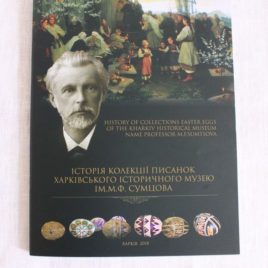 HISTORY OF COLLECTIONS EASTER EGGS
OF THE KHARKIV HISTORICAL MUSEUM
NAME PROFESSOR M.F.SUMTSOVA
ІСТОРІЯ КОЛЕКЦІЇ ПИСАНОК
ХАРКІВСЬКОГО ІСТОРИЧНОГО МУЗЕЮ
ІМ.М.Ф. СУМЦОВА
ХАРКІВ 2018